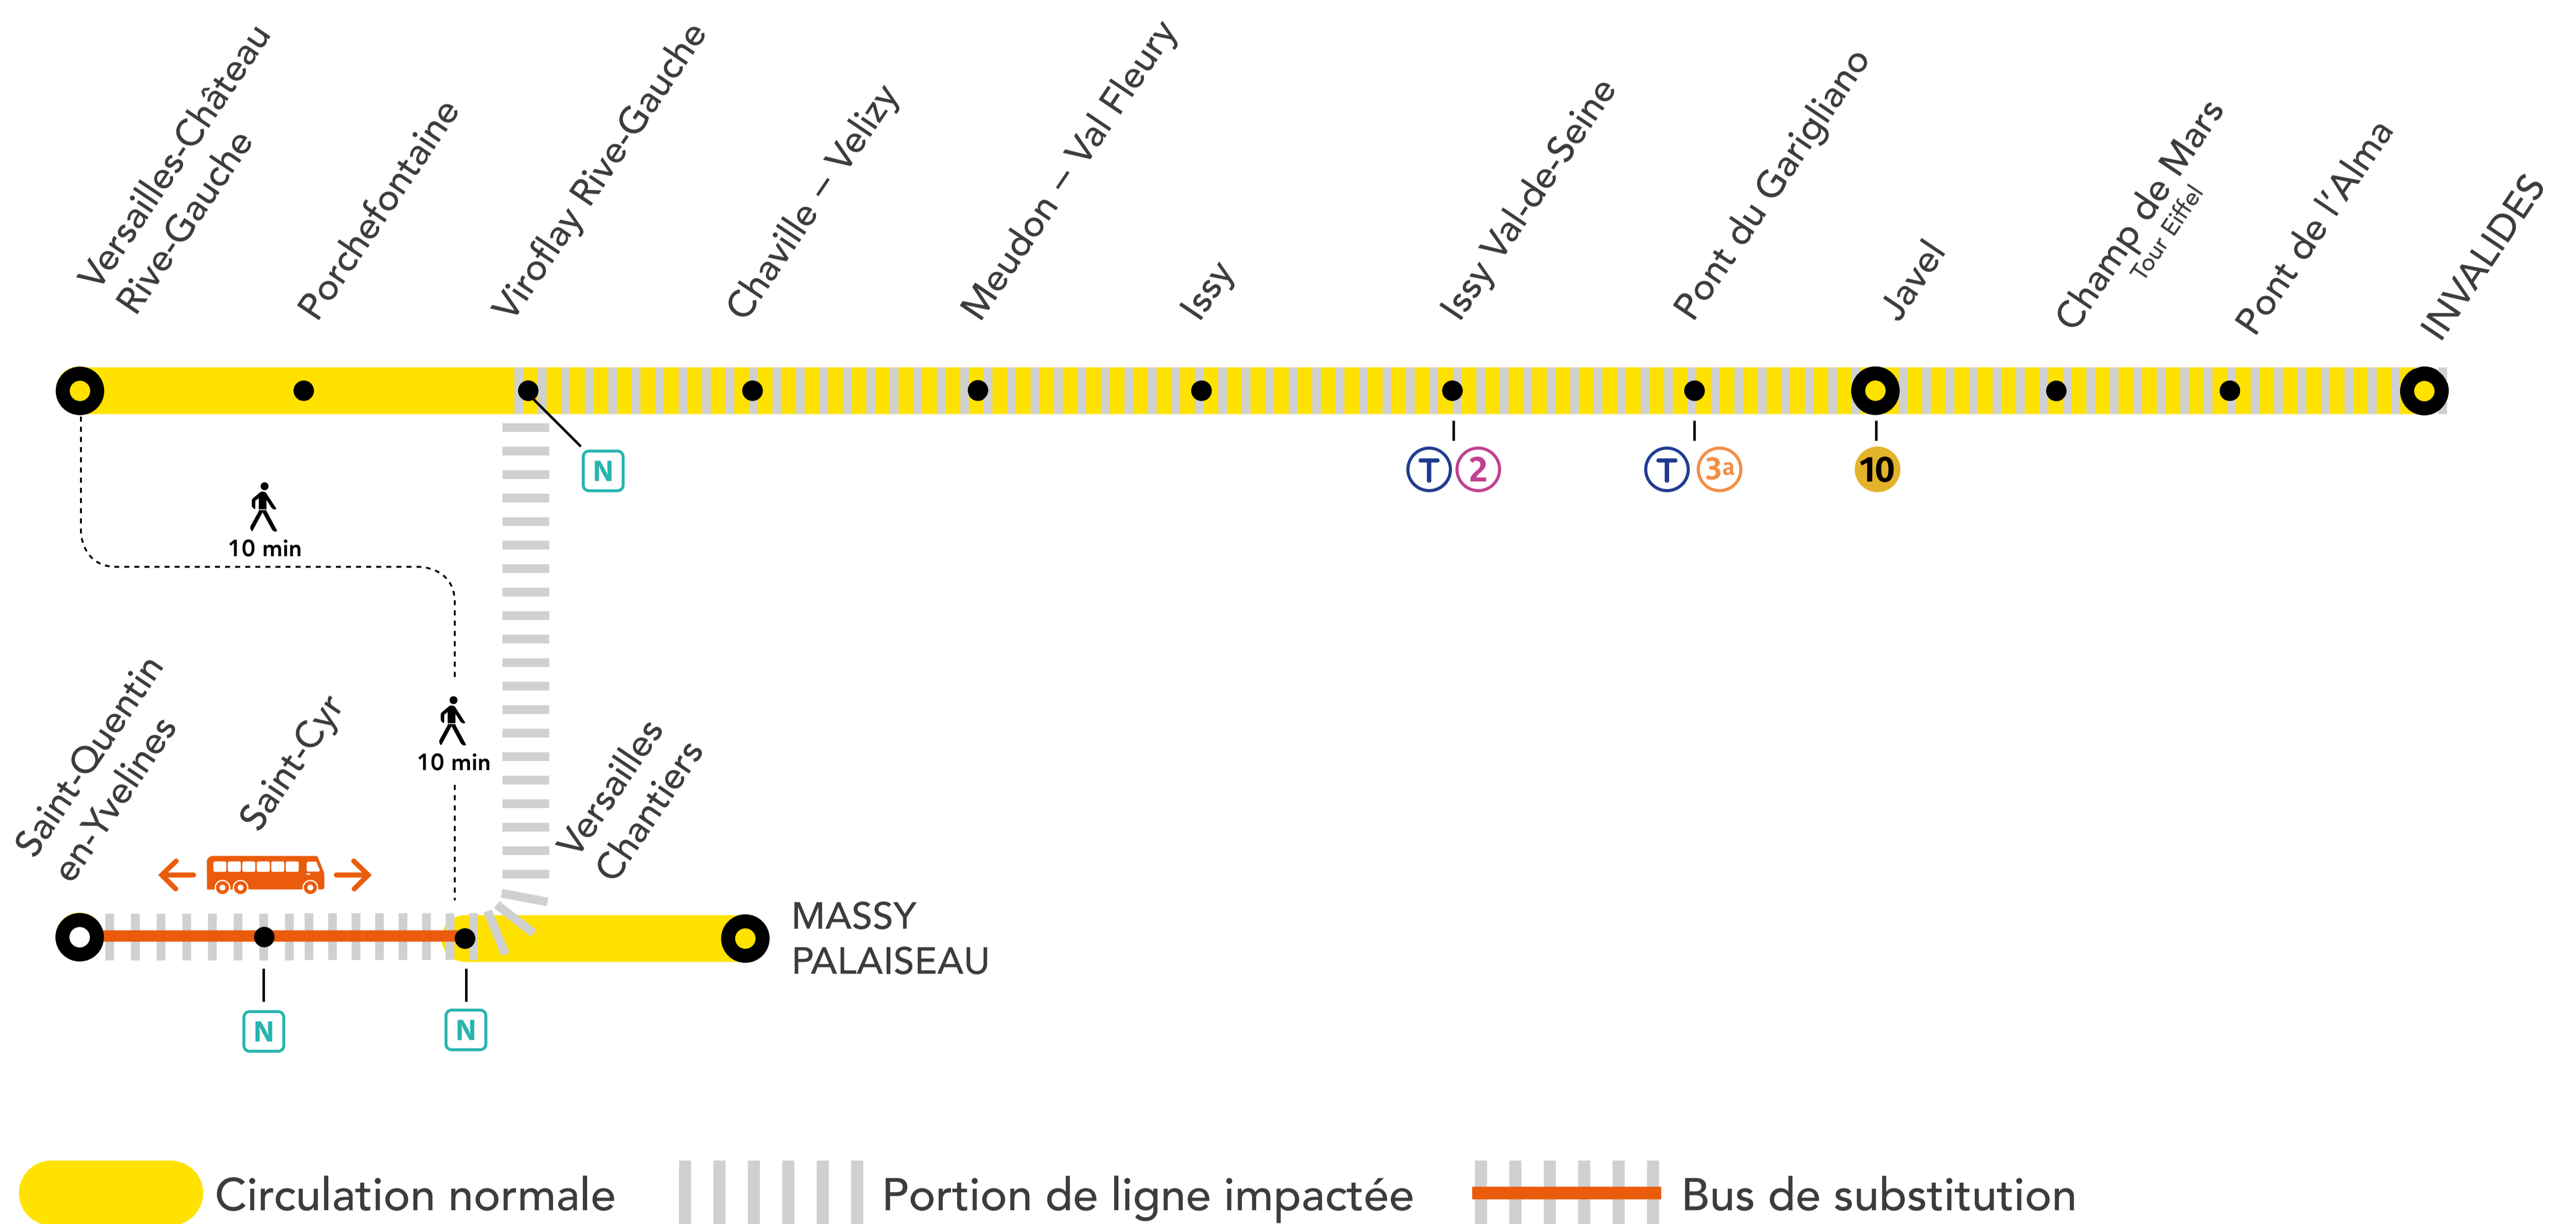 Versailles-Château
Rive-Gauche
Porchefontaine
Viroflay Rive-Gauche
Chaville – Velizy
Meudon – Val Fleury
Issy
Issy Val-de-Seine
Pont du Garigliano
Javel
Champ de Mars
Tour Eiffel
Pont de l'Alma
INVALIDES
N
T 2
T 3a
10
10 min
10 min
Saint-Quentin
en-Yvelines
Saint-Cyr
Versailles
Chantiers
MASSY
PALAISEAU
N
N
Circulation normale
Portion de ligne impactée
Bus de substitution